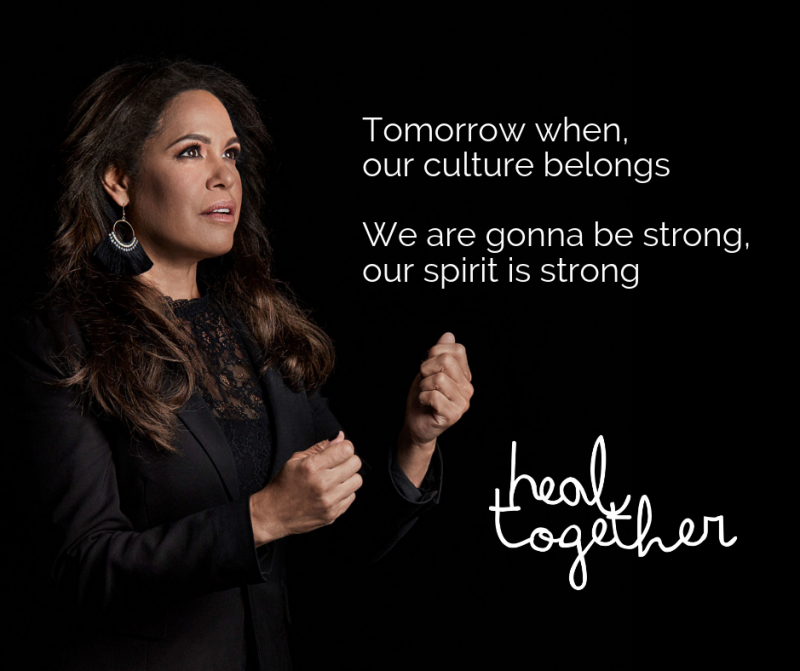 Tomorrow when,
our culture belongs
We are gonna be strong,
our spirit is strong
heal
together